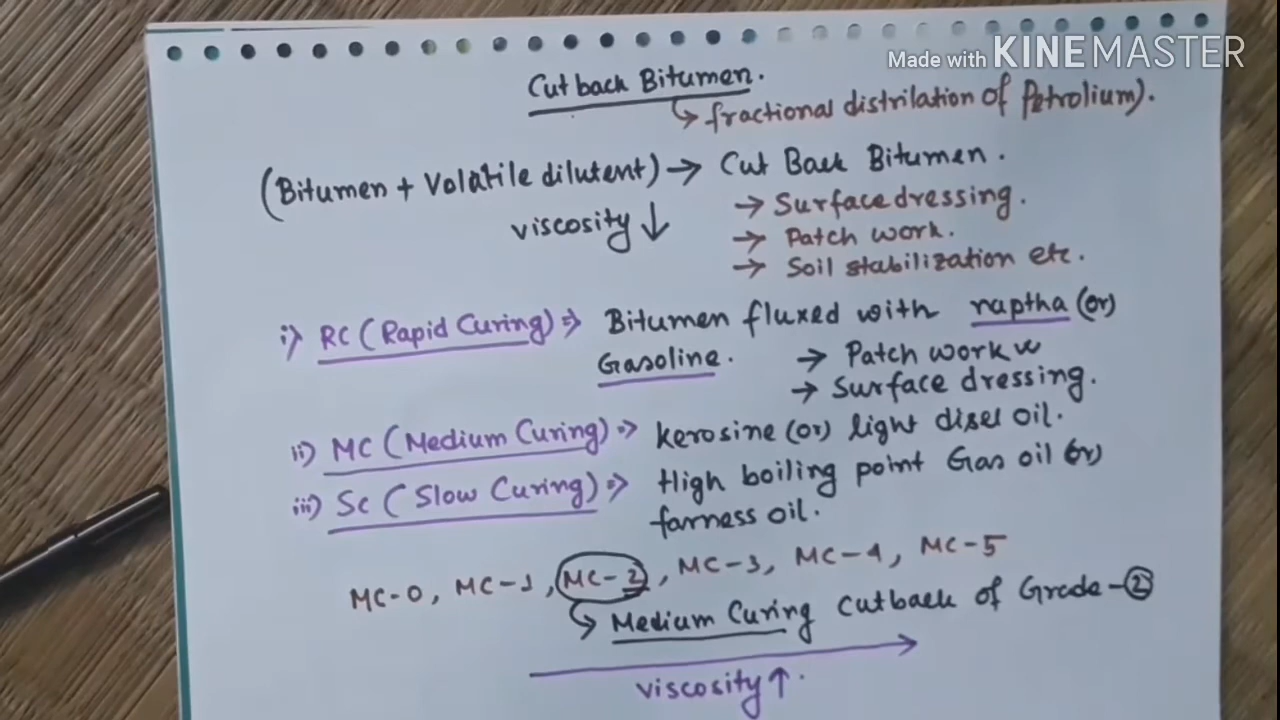 Made with KINEMASTER
Cutback Bitumen.
↳ fractional distrilation of Petrolium).
(Bitumen + Volatile dilutent) → Cut Back Bitumen.
viscosity ↓
→ Surface dressing.
→ Patch work.
→ Soil stabilization etc.
i) RC (Rapid Curing) ⇒ Bitumen fluxed with naptha (or)
Gasoline.
→ Patch work
→ Surface dressing.
ii) MC (Medium Curing) ⇒ Kerosine (or) light disel oil.
iii) SC (Slow Curing) ⇒ High boiling point Gas oil (or)
farness oil.
MC-0, MC-1, MC-2, MC-3, MC-4, MC-5
↳ Medium Curing Cutback of Grade-2
viscosity ↑.